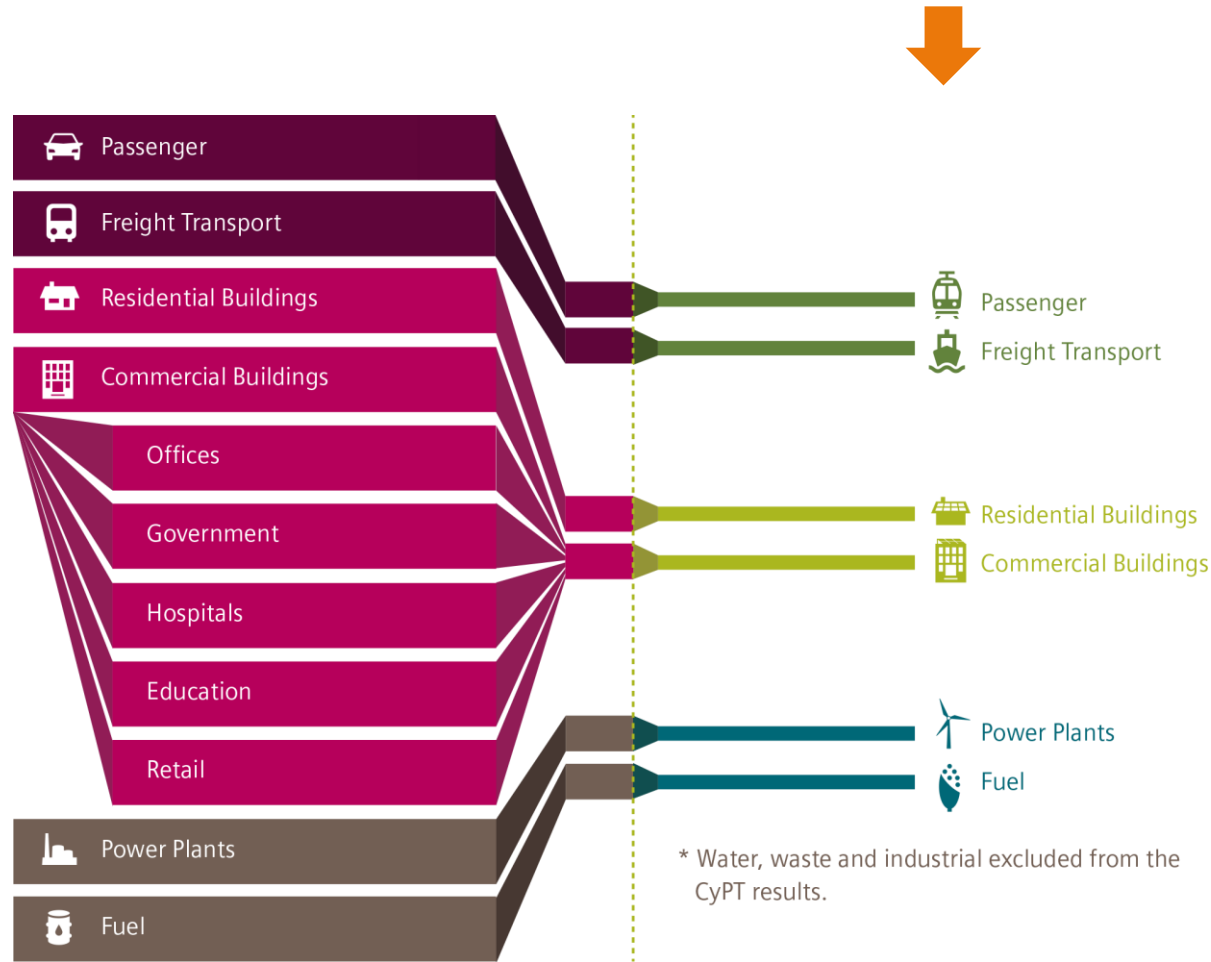 Passenger
Freight Transport
Residential Buildings
Commercial Buildings
Offices
Government
Hospitals
Education
Retail
Power Plants
Fuel
Passenger
Freight Transport
Residential Buildings
Commercial Buildings
Power Plants
Fuel
* Water, waste and industrial excluded from the
CyPT results.